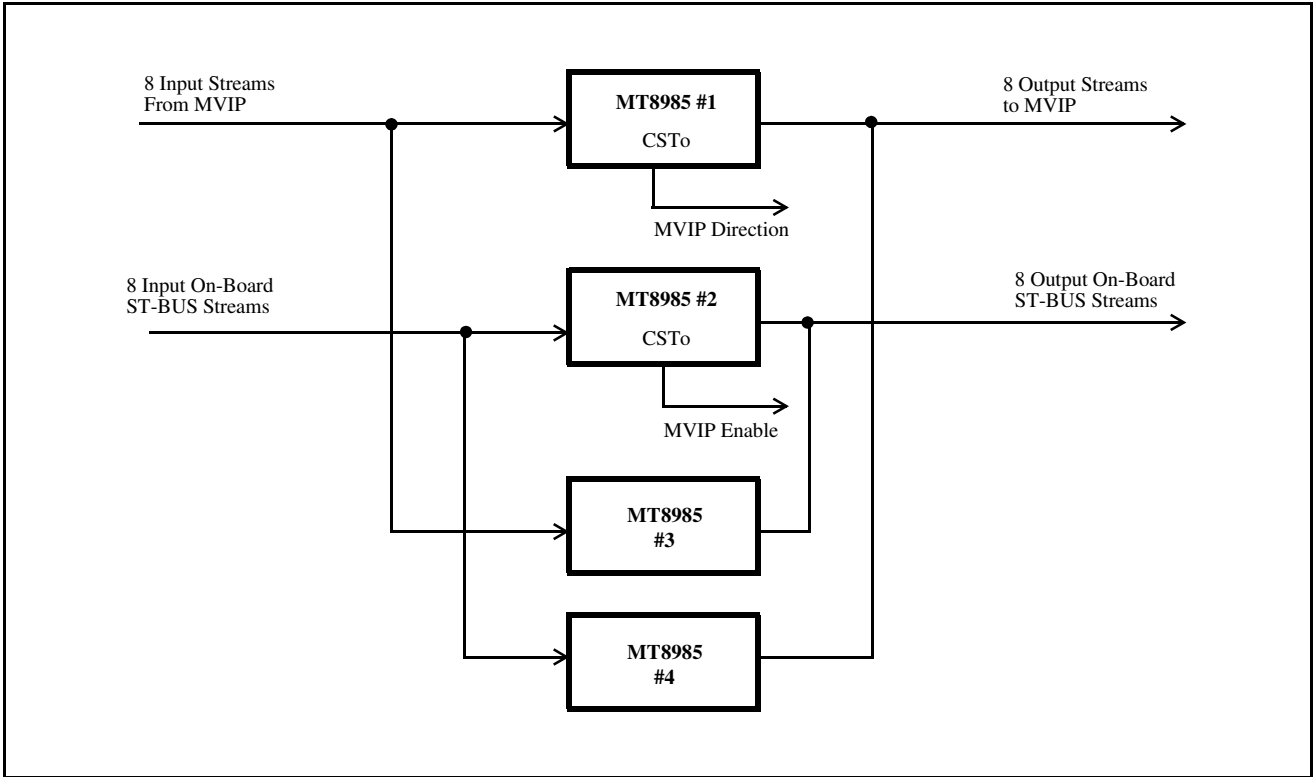 8 Input Streams
From MVIP
MT8985 #1
CSTo
8 Output Streams
to MVIP
MVIP Direction
8 Input On-Board
ST-BUS Streams
MT8985 #2
CSTo
8 Output On-Board
ST-BUS Streams
MVIP Enable
MT8985
#3
MT8985
#4